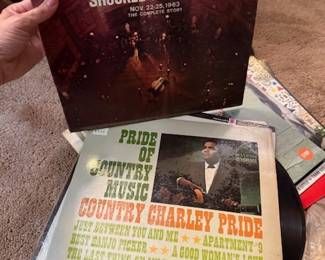 NOV. 22-25, 1963
THE COMPLETE STORY
PRIDE
OF
COUNTRY
MUSIC
COUNTRY CHARLEY PRIDE
JUST BETWEEN YOU AND ME ★★ APARTMENT 9
BEST BANJO PICKER ★★ A GOOD WOMAN'S LOVE